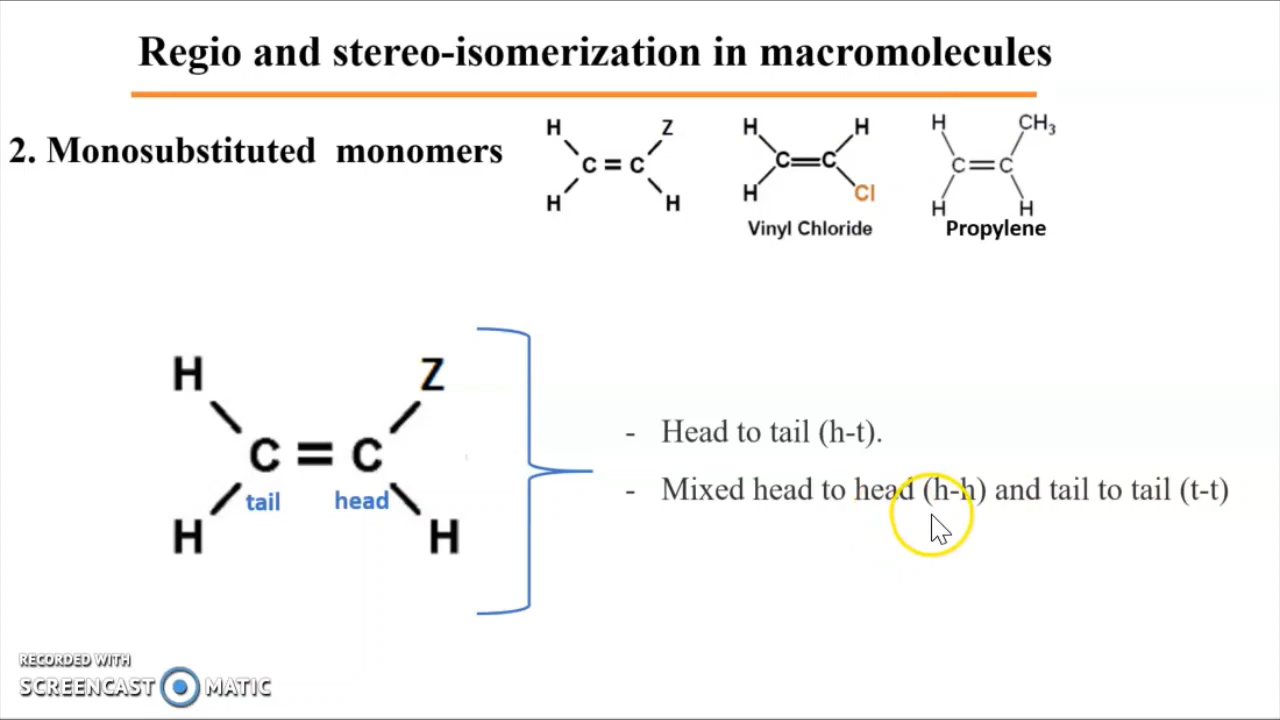 Regio and stereo-isomerization in macromolecules
2. Monosubstituted monomers
H Z
C = C
H H
H H
C=C
H Cl
Vinyl Chloride
H CH₃
C=C
H H
Propylene
H Z
C = C
tail head
H H
- Head to tail (h-t).
- Mixed head to head (h-h) and tail to tail (t-t)
RECORDED WITH
SCREENCAST MATIC